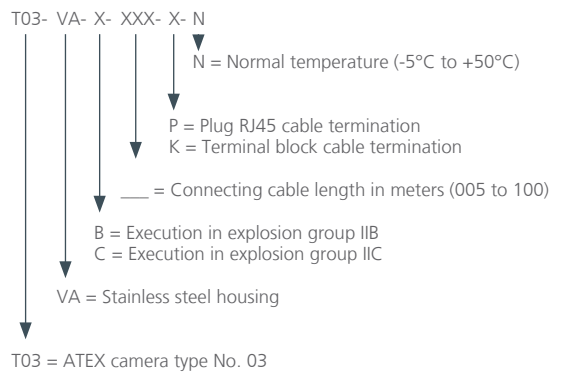 T03- VA- X- XXX- X- N
N = Normal temperature (-5°C to +50°C)
P = Plug RJ45 cable termination
K = Terminal block cable termination
___ = Connecting cable length in meters (005 to 100)
B = Execution in explosion group IIB
C = Execution in explosion group IIC
VA = Stainless steel housing
T03 = ATEX camera type No. 03